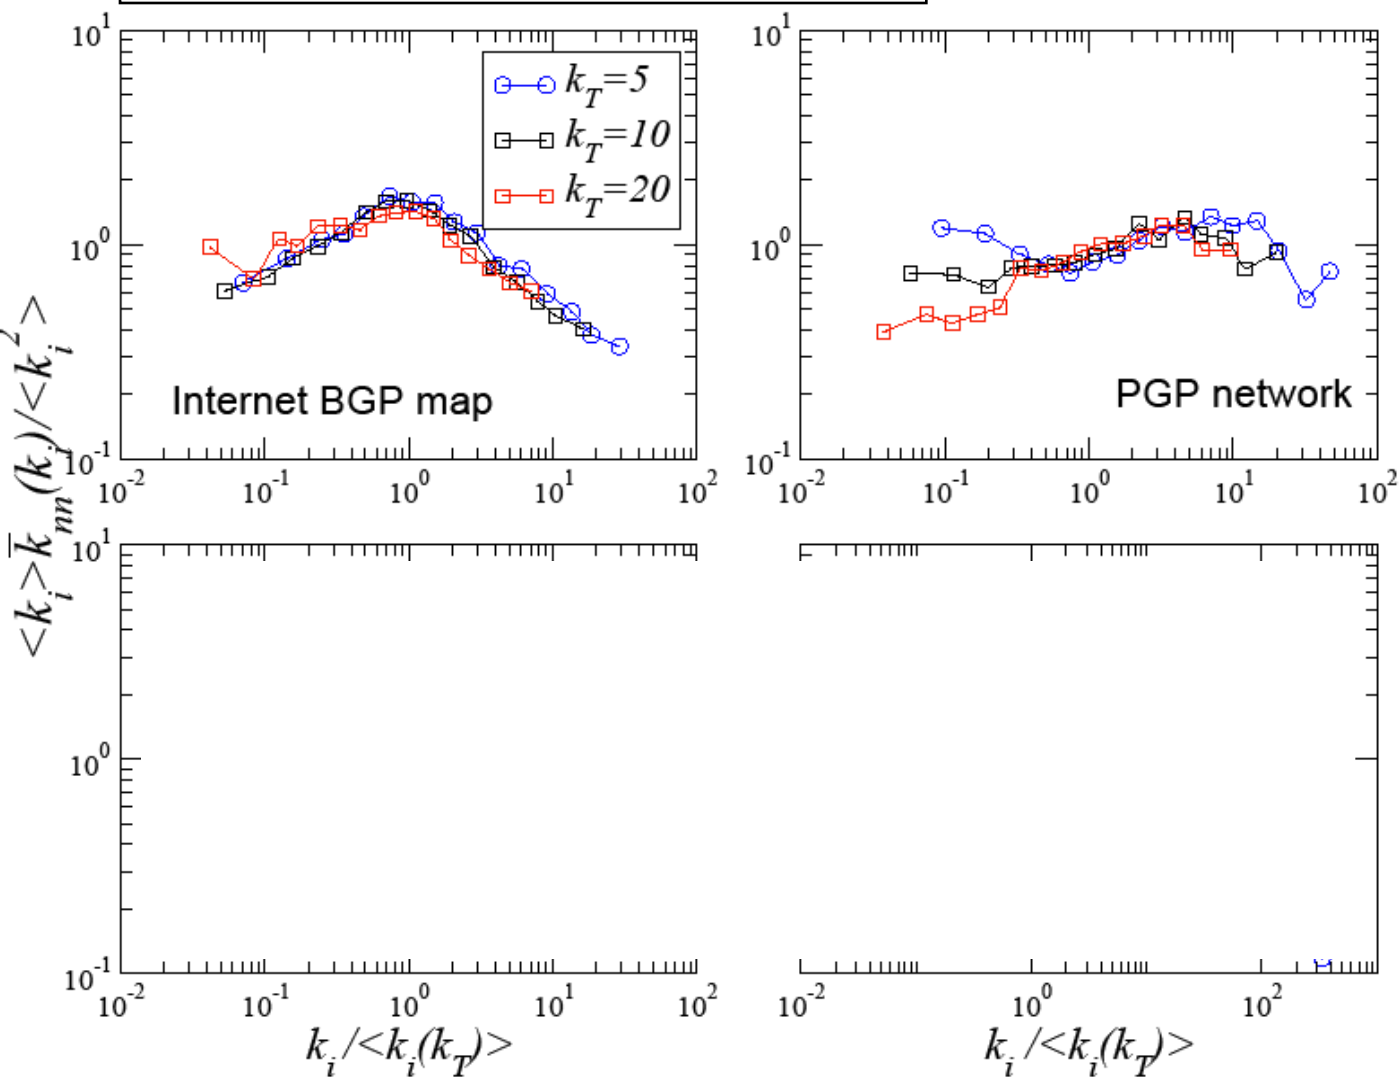 10^1
10^0
10^-1
10^-2 10^-1 10^0 10^1 10^2
k_T=5
k_T=10
k_T=20
Internet BGP map
10^1
10^0
10^-1
10^-2 10^-1 10^0 10^1 10^2
PGP network
<k_i>k̅_nn(k_i)/<k_i^2>
10^1
10^0
10^-1
10^-2 10^-1 10^0 10^1 10^2
k_i/<k_i(k_T)>
10^-2 10^0 10^2
k_i/<k_i(k_T)>